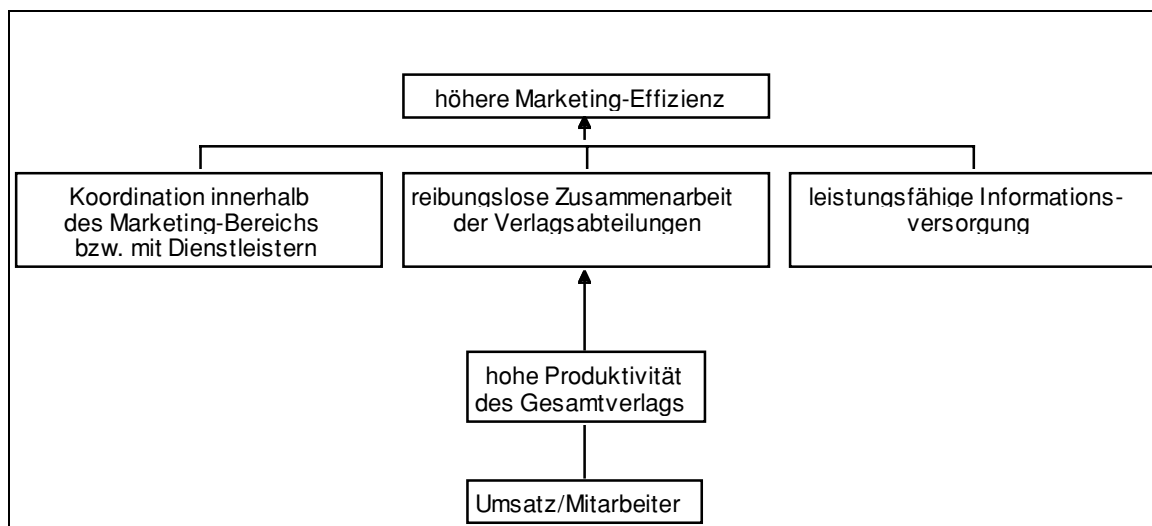 höhere Marketing-Effizienz
Koordination innerhalb
des Marketing-Bereichs
bzw. mit Dienstleistern
reibungslose Zusammenarbeit
der Verlagsabteilungen
leistungsfähige Informations-
versorgung
hohe Produktivität
des Gesamtverlags
Umsatz/Mitarbeiter